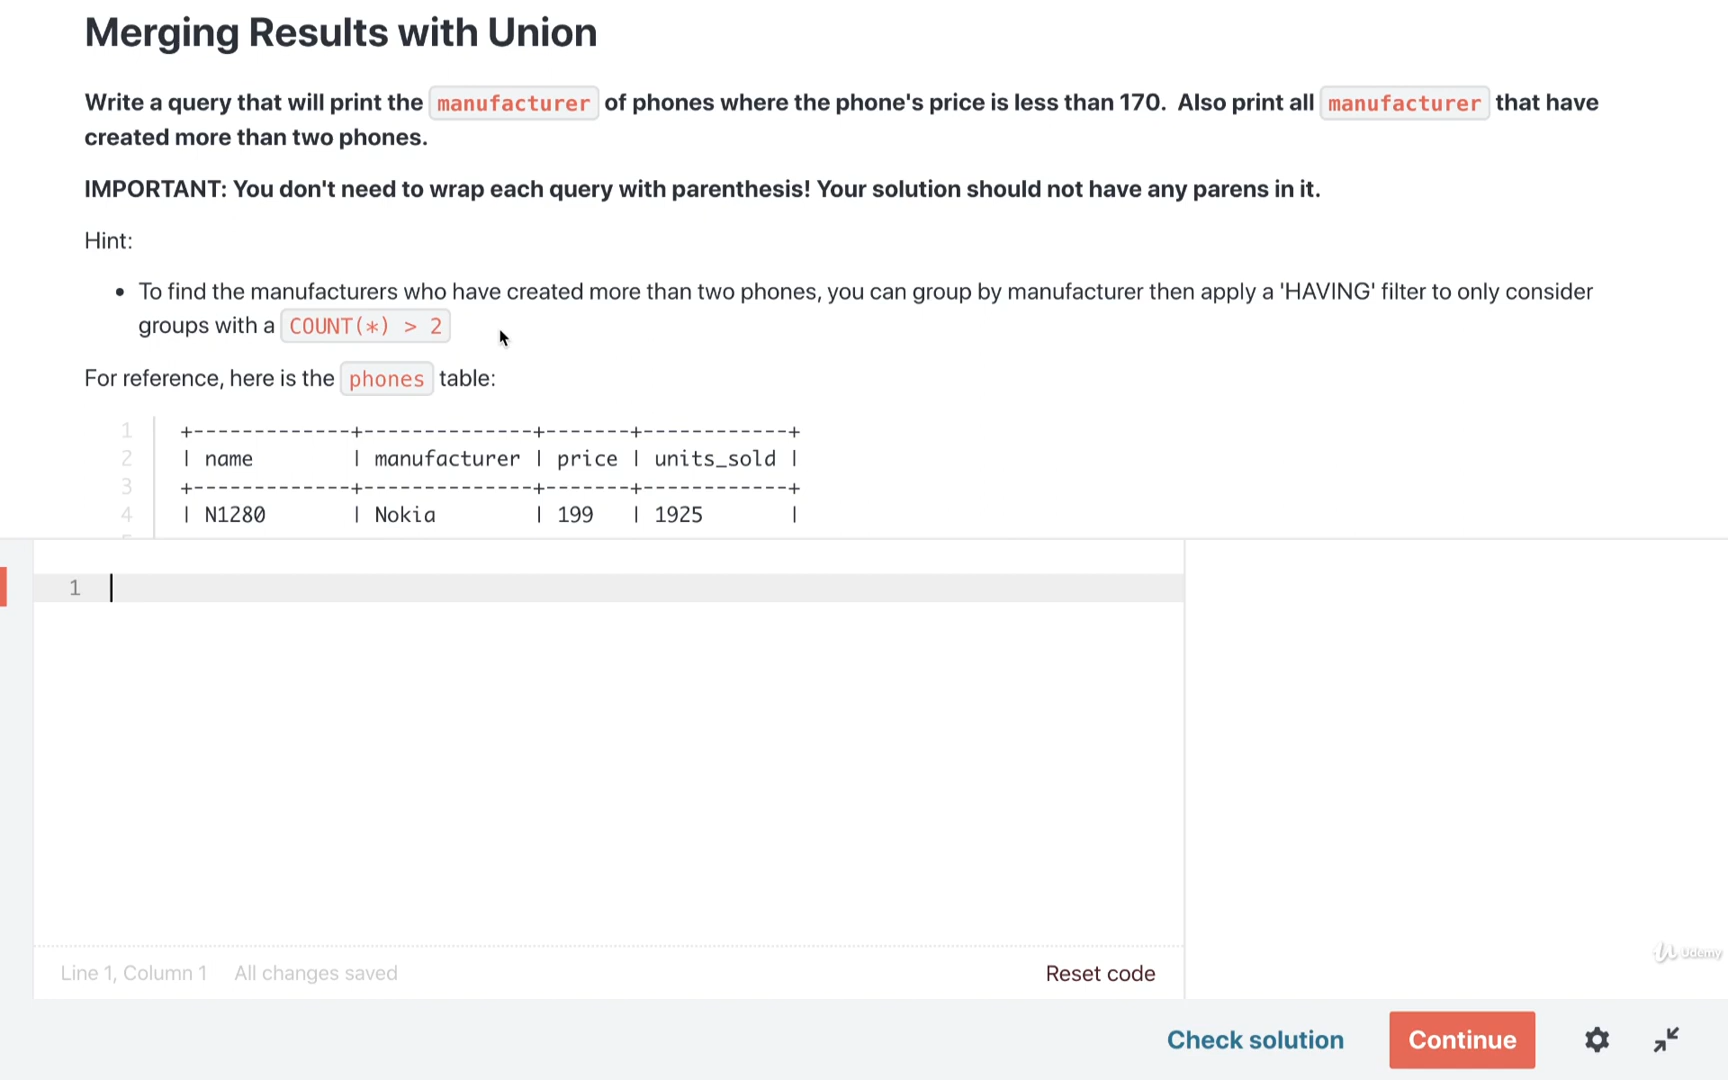 Merging Results with Union
Write a query that will print the manufacturer of phones where the phone's price is less than 170. Also print all manufacturer that have
created more than two phones.
IMPORTANT: You don't need to wrap each query with parenthesis! Your solution should not have any parens in it.
Hint:
• To find the manufacturers who have created more than two phones, you can group by manufacturer then apply a 'HAVING' filter to only consider
groups with a COUNT(*) > 2
For reference, here is the phones table:
1 +-------------+--------------+-------+------------+
2 | name | manufacturer | price | units_sold |
3 +-------------+--------------+-------+------------+
4 | N1280 | Nokia | 199 | 1925 |
1
Line 1, Column 1 All changes saved Reset code
Udemy
Check solution Continue